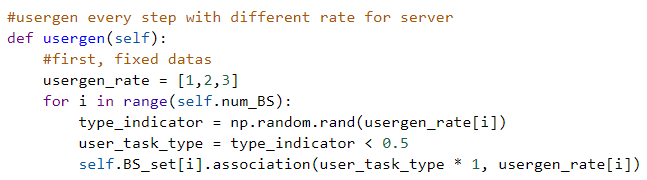 #usergen every step with different rate for server
def usergen(self):
    #first, fixed datas
    usergen_rate = [1,2,3]
    for i in range(self.num_BS):
        type_indicator = np.random.rand(usergen_rate[i])
        user_task_type = type_indicator < 0.5
        self.BS_set[i].association(user_task_type * 1, usergen_rate[i])